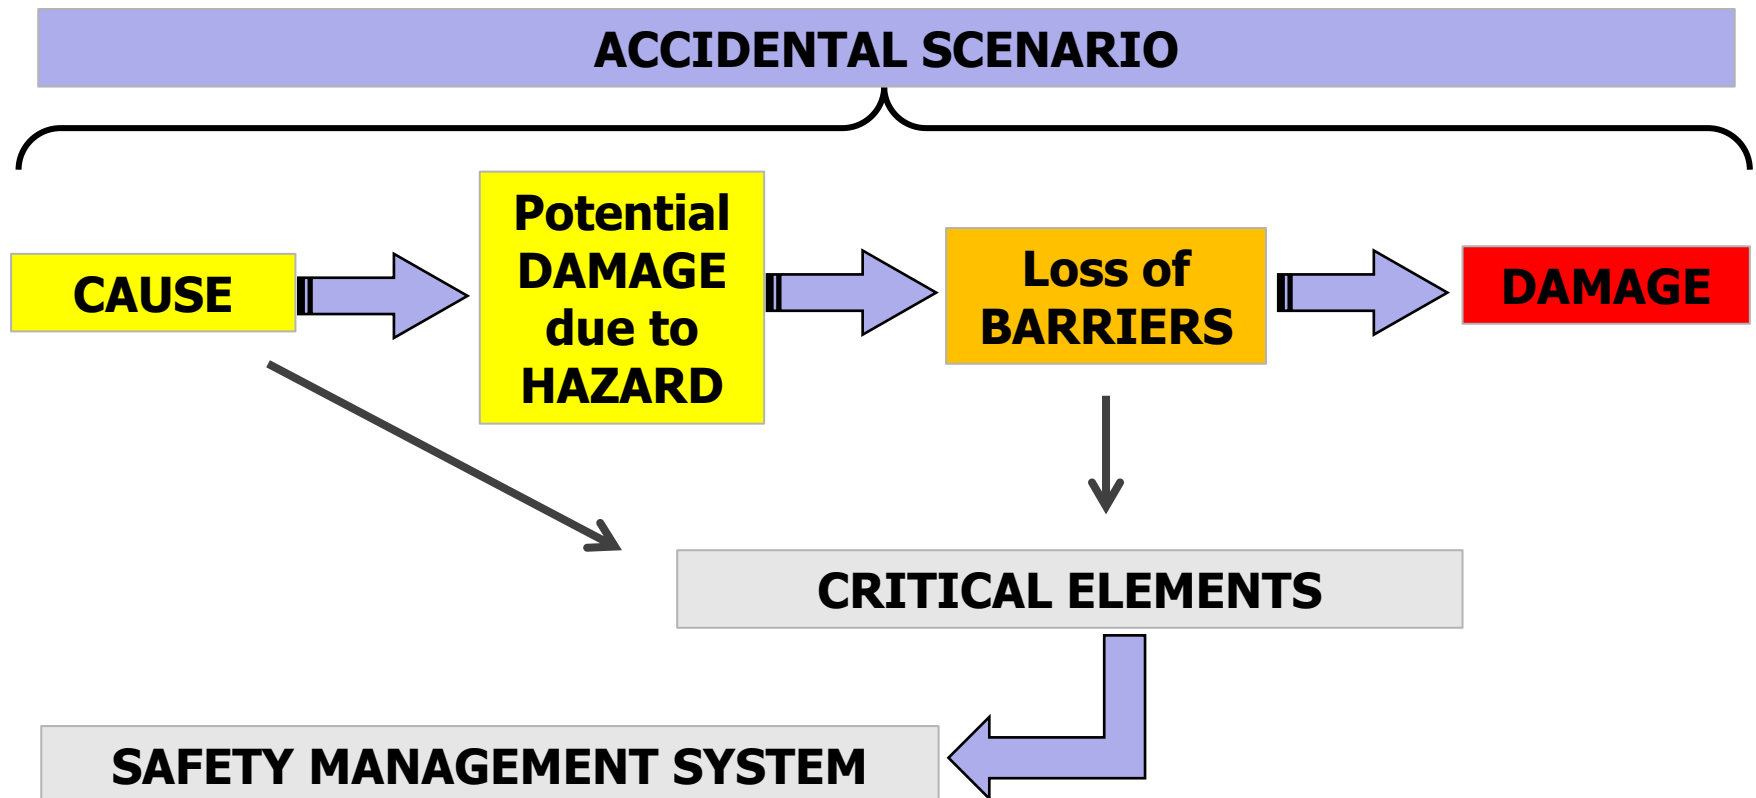 ACCIDENTAL SCENARIO
CAUSE
Potential
DAMAGE
due to
HAZARD
Loss of
BARRIERS
DAMAGE
CRITICAL ELEMENTS
SAFETY MANAGEMENT SYSTEM